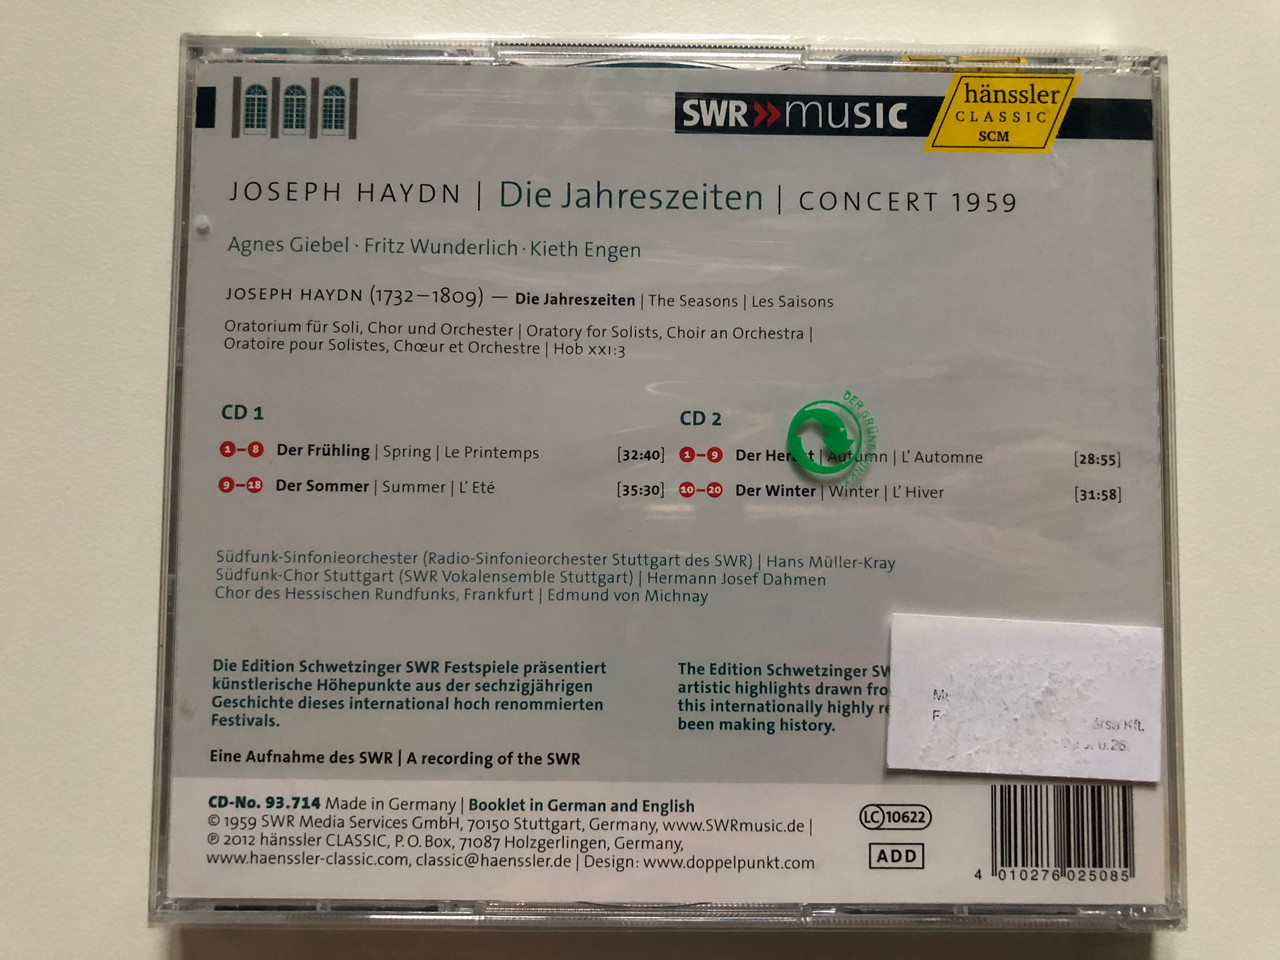 SWR»music
hänssler
CLASSIC
SCM
JOSEPH HAYDN | Die Jahreszeiten | CONCERT 1959
Agnes Giebel · Fritz Wunderlich · Kieth Engen
JOSEPH HAYDN (1732–1809) — Die Jahreszeiten | The Seasons | Les Saisons
Oratorium für Soli, Chor und Orchester | Oratory for Solists, Choir an Orchestra |
Oratoire pour Solistes, Chœur et Orchestre | Hob XXI:3
CD 1
1–8 Der Frühling | Spring | Le Printemps [32:40]
9–18 Der Sommer | Summer | L' Eté [35:30]
CD 2
DER GRÜNE
1–9 Der Herbst | Autumn | L' Automne [28:55]
10–20 Der Winter | Winter | L' Hiver [31:58]
Südfunk-Sinfonieorchester (Radio-Sinfonieorchester Stuttgart des SWR) | Hans Müller-Kray
Südfunk-Chor Stuttgart (SWR Vokalensemble Stuttgart) | Hermann Josef Dahmen
Chor des Hessischen Rundfunks, Frankfurt | Edmund von Michnay
Die Edition Schwetzinger SWR Festspiele präsentiert
künstlerische Höhepunkte aus der sechzigjährigen
Geschichte dieses international hoch renommierten
Festivals.
The Edition Schwetzinger
artistic highlights drawn
this internationally highly
been making history.
Kft.
u.26.
Eine Aufnahme des SWR | A recording of the SWR
CD-No. 93.714 Made in Germany | Booklet in German and English
© 1959 SWR Media Services GmbH, 70150 Stuttgart, Germany, www.SWRmusic.de |
℗ 2012 hänssler CLASSIC, P.O. Box, 71087 Holzgerlingen, Germany,
www.haenssler-classic.com, classic@haenssler.de | Design: www.doppelpunkt.com
LC 10622
ADD
4 010276 025085